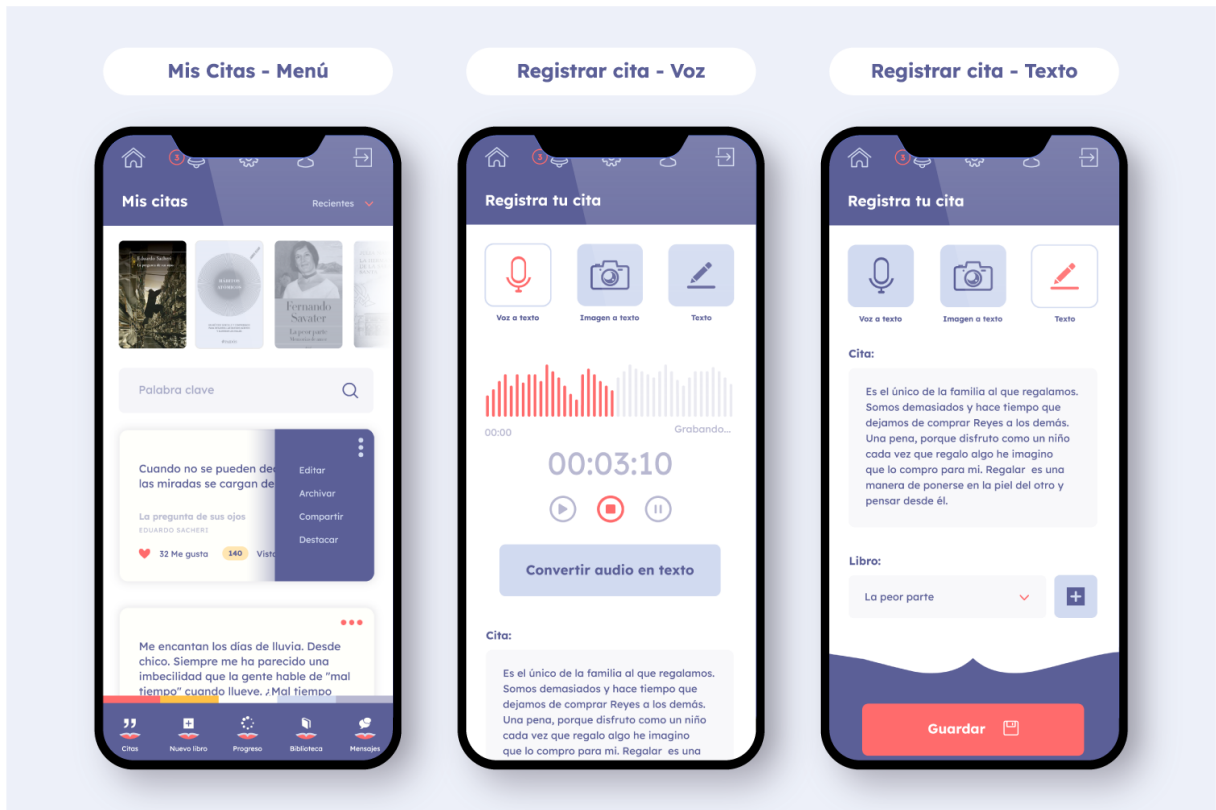 Mis Citas - Menú
3
Mis citas
Recientes
Eduardo Sacheri
La pregunta de sus ojos
Fernando
Savater
La peor parte
Palabra clave
Cuando no se pueden dec
las miradas se cargan de
La pregunta de sus ojos
EDUARDO SACHERI
32 Me gusta
140
Visto
Editar
Archivar
Compartir
Destacar
Me encantan los días de lluvia. Desde
chico. Siempre me ha parecido una
imbecilidad que la gente hable de "mal
tiempo" cuando llueve. ¿Mal tiempo
Citas
Nuevo libro
Progreso
Biblioteca
Mensajes
Registrar cita - Voz
3
Registra tu cita
Voz a texto
Imagen a texto
Texto
00:00
Grabando...
00:03:10
Convertir audio en texto
Cita:
Es el único de la familia al que regalamos.
Somos demasiados y hace tiempo que
dejamos de comprar Reyes a los demás.
Una pena, porque disfruto como un niño
cada vez que regalo algo he imagino
que lo compro para mi. Regalar es una
Registrar cita - Texto
3
Registra tu cita
Voz a texto
Imagen a texto
Texto
Cita:
Es el único de la familia al que regalamos.
Somos demasiados y hace tiempo que
dejamos de comprar Reyes a los demás.
Una pena, porque disfruto como un niño
cada vez que regalo algo he imagino
que lo compro para mi. Regalar es una
manera de ponerse en la piel del otro y
pensar desde él.
Libro:
La peor parte
Guardar